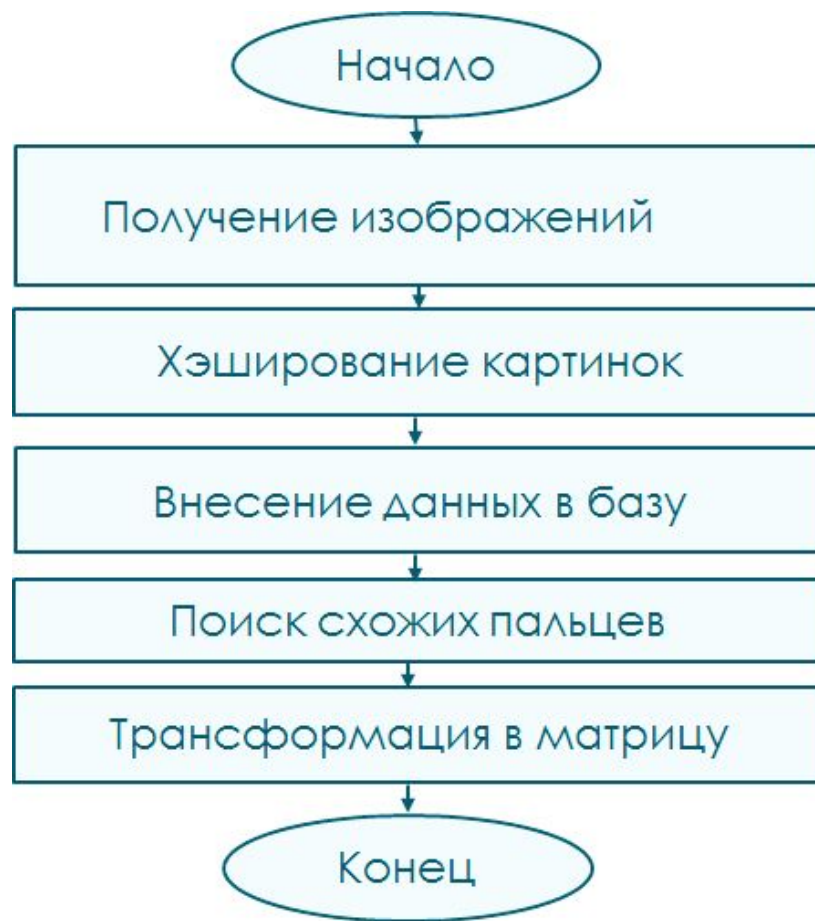 Начало
Получение изображений
Хэширование картинок
Внесение данных в базу
Поиск схожих пальцев
Трансформация в матрицу
Конец